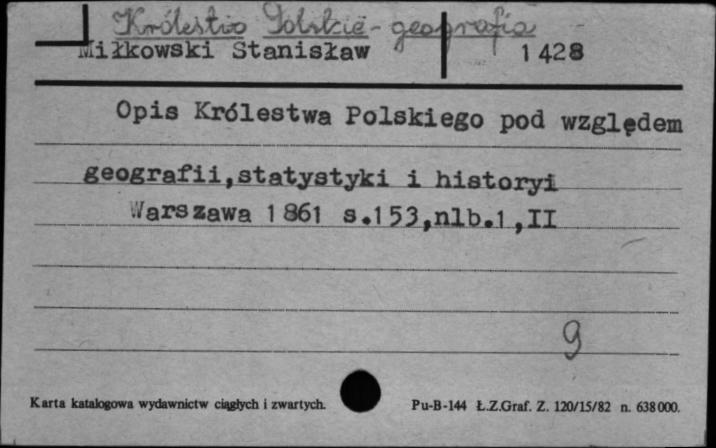 Królestwo Polskie - geografia
Miłkowski Stanisław 1428
Opis Królestwa Polskiego pod względem
geografii,statystyki i historyi
Warszawa 1861 s.153,nlb.1,II
9
Karta katalogowa wydawnictw ciągłych i zwartych. Pu-B-144 Ł.Z.Graf. Z. 120/15/82 n. 638000.